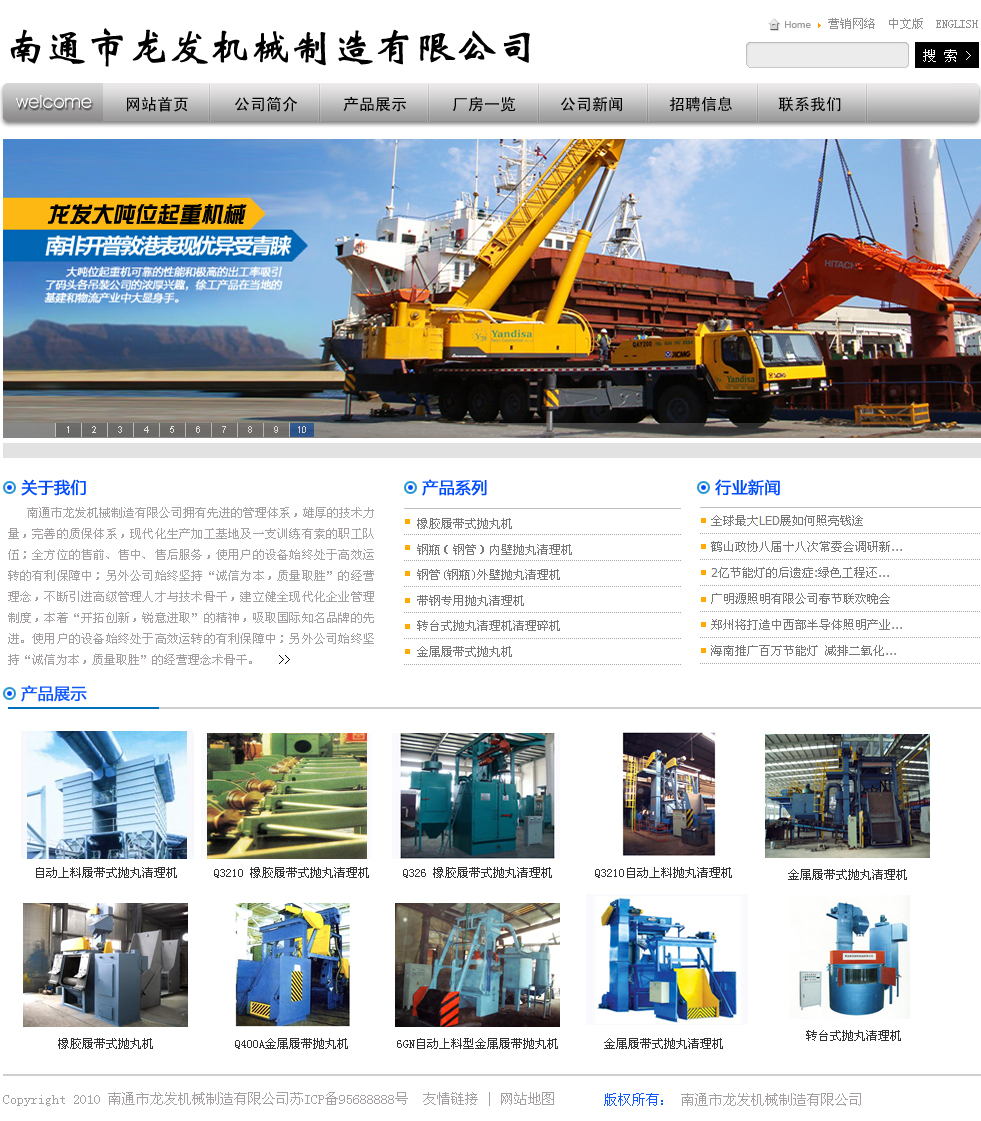 南通市龙发机械制造有限公司
Home 营销网络 中文版 ENGLISH
搜 索
welcome 网站首页 公司简介 产品展示 厂房一览 公司新闻 招聘信息 联系我们
龙发大吨位起重机械
南非开普敦港表现优异受青睐
大吨位起重机可靠的性能和极高的出工率吸引
了码头各吊装公司的浓厚兴趣，徐工产品在当地的
基建和物流产业中大显身手。
HITACHI
Yandisa
QAY200
XCMG
Yandisa
1 2 3 4 5 6 7 8 9 10
关于我们
南通市龙发机械制造有限公司拥有先进的管理体系，雄厚的技术力
量，完善的质保体系，现代化生产加工基地及一支训练有素的职工队
伍；全方位的售前、售中、售后服务，使用户的设备始终处于高效运
转的有利保障中；另外公司始终坚持“诚信为本，质量取胜”的经营
理念，不断引进高级管理人才与技术骨干，建立健全现代化企业管理
制度，本着“开拓创新，锐意进取”的精神，吸取国际知名品牌的先
进。使用户的设备始终处于高效运转的有利保障中；另外公司始终坚
持“诚信为本，质量取胜”的经营理念术骨干。 >>
产品系列
橡胶履带式抛丸机
钢瓶(钢管)内壁抛丸清理机
钢管(钢瓶)外壁抛丸清理机
带钢专用抛丸清理机
转台式抛丸清理机清理碎机
金属履带式抛丸机
行业新闻
全球最大LED展如何照亮钱途
鹤山政协八届十八次常委会调研新...
2亿节能灯的后遗症:绿色工程还...
广明源照明有限公司春节联欢晚会
郑州将打造中西部半导体照明产业...
海南推广百万节能灯 减排二氧化...
产品展示
自动上料履带式抛丸清理机
Q3210 橡胶履带式抛丸清理机
Q326 橡胶履带式抛丸清理机
Q3210自动上料抛丸清理机
金属履带式抛丸清理机
橡胶履带式抛丸机
Q400A金属履带抛丸机
6GN自动上料型金属履带抛丸机
金属履带式抛丸清理机
转台式抛丸清理机
Copyright 2010 南通市龙发机械制造有限公司苏ICP备95688888号 友情链接 | 网站地图 版权所有： 南通市龙发机械制造有限公司